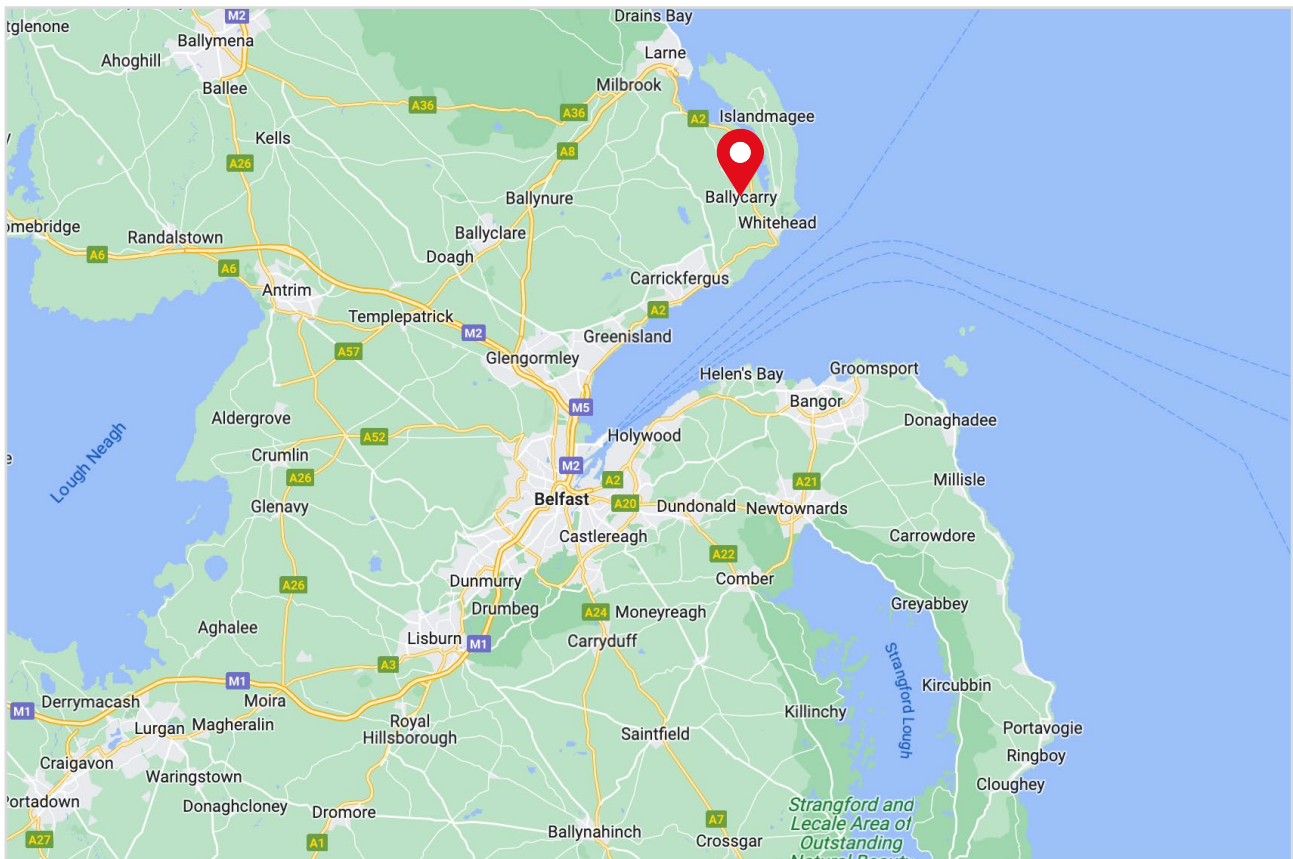 Drains Bay
tglenone
M2
Ballymena
Larne
Ahoghill
Milbrook
Ballee
A36
A36
A2
Islandmagee
Kells
A8
A26
Ballynure
Ballycarry
Whitehead
omebridge
Randalstown
Ballyclare
A6
Doagh
A6
Carrickfergus
Antrim
A2
Templepatrick
M2
Greenisland
A57
Glengormley
Helen's Bay
Groomsport
Bangor
M5
Aldergrove
Donaghadee
A52
Holywood
Lough Neagh
Crumlin
M2
A26
A2
A21
Millisle
Belfast
A20
Glenavy
Dundonald
Newtownards
Castlereagh
Carrowdore
A22
Dunmurry
Comber
A26
Drumbeg
A24
Moneyreagh
Greyabbey
Aghalee
Lisburn
M1
Carryduff
A3
Strangford Lough
M1
Kircubbin
Derrymacash
Moira
M1
Killinchy
Lurgan
Magheralin
Royal
Hillsborough
Saintfield
Portavogie
Ringboy
Craigavon
Waringstown
Cloughey
Portadown
Donaghcloney
Dromore
Strangford and
Lecale Area of
Outstanding
Natural Beauty
A27
A1
Ballynahinch
A7
Crossgar